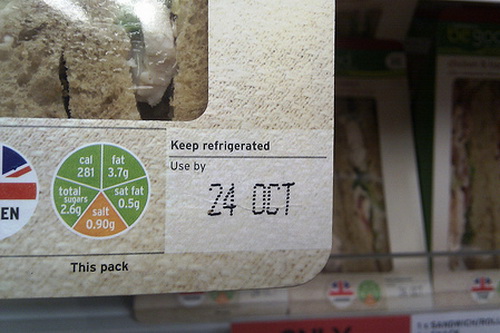 Keep refrigerated
Use by
24 OCT
cal
281
fat
3.7g
total
sugars
2.6g
sat fat
0.5g
salt
0.90g
EN
This pack